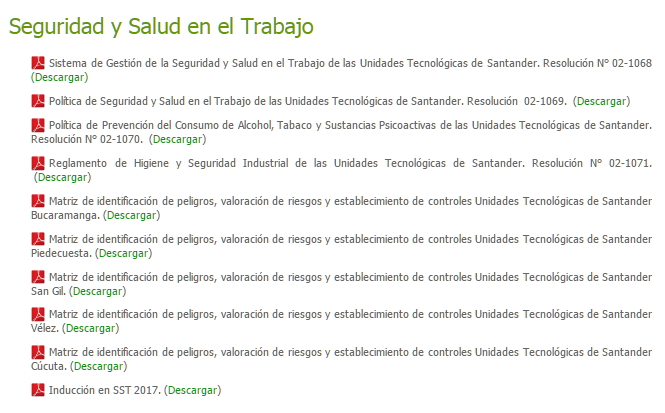 Seguridad y Salud en el Trabajo
Sistema de Gestión de la Seguridad y Salud en el Trabajo de las Unidades Tecnológicas de Santander. Resolución N° 02-1068
(Descargar)
Política de Seguridad y Salud en el Trabajo de las Unidades Tecnológicas de Santander. Resolución 02-1069. (Descargar)
Política de Prevención del Consumo de Alcohol, Tabaco y Sustancias Psicoactivas de las Unidades Tecnológicas de Santander.
Resolución N° 02-1070. (Descargar)
Reglamento de Higiene y Seguridad Industrial de las Unidades Tecnológicas de Santander. Resolución N° 02-1071.
(Descargar)
Matriz de identificación de peligros, valoración de riesgos y establecimiento de controles Unidades Tecnológicas de Santander
Bucaramanga. (Descargar)
Matriz de identificación de peligros, valoración de riesgos y establecimiento de controles Unidades Tecnológicas de Santander
Piedecuesta. (Descargar)
Matriz de identificación de peligros, valoración de riesgos y establecimiento de controles Unidades Tecnológicas de Santander
San Gil. (Descargar)
Matriz de identificación de peligros, valoración de riesgos y establecimiento de controles Unidades Tecnológicas de Santander
Vélez. (Descargar)
Matriz de identificación de peligros, valoración de riesgos y establecimiento de controles Unidades Tecnológicas de Santander
Cúcuta. (Descargar)
Inducción en SST 2017. (Descargar)